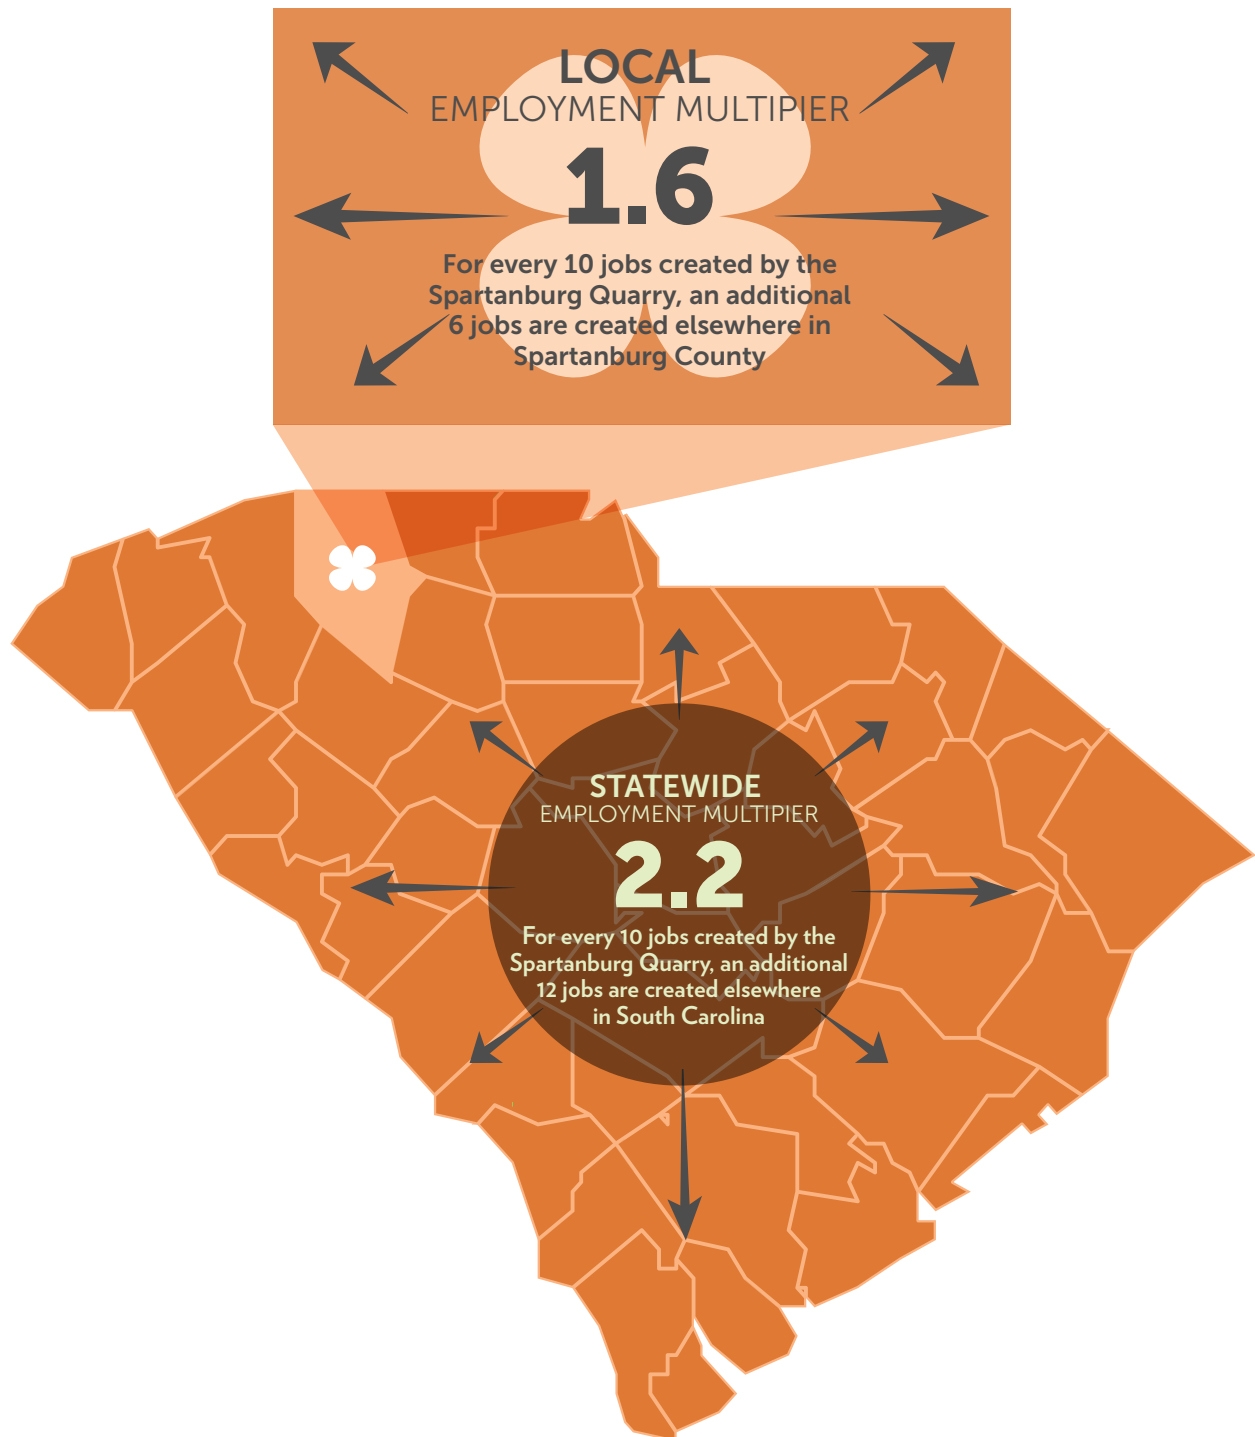 LOCAL
EMPLOYMENT MULTIPIER
1.6
For every 10 jobs created by the
Spartanburg Quarry, an additional
6 jobs are created elsewhere in
Spartanburg County
STATEWIDE
EMPLOYMENT MULTIPIER
2.2
For every 10 jobs created by the
Spartanburg Quarry, an additional
12 jobs are created elsewhere
in South Carolina